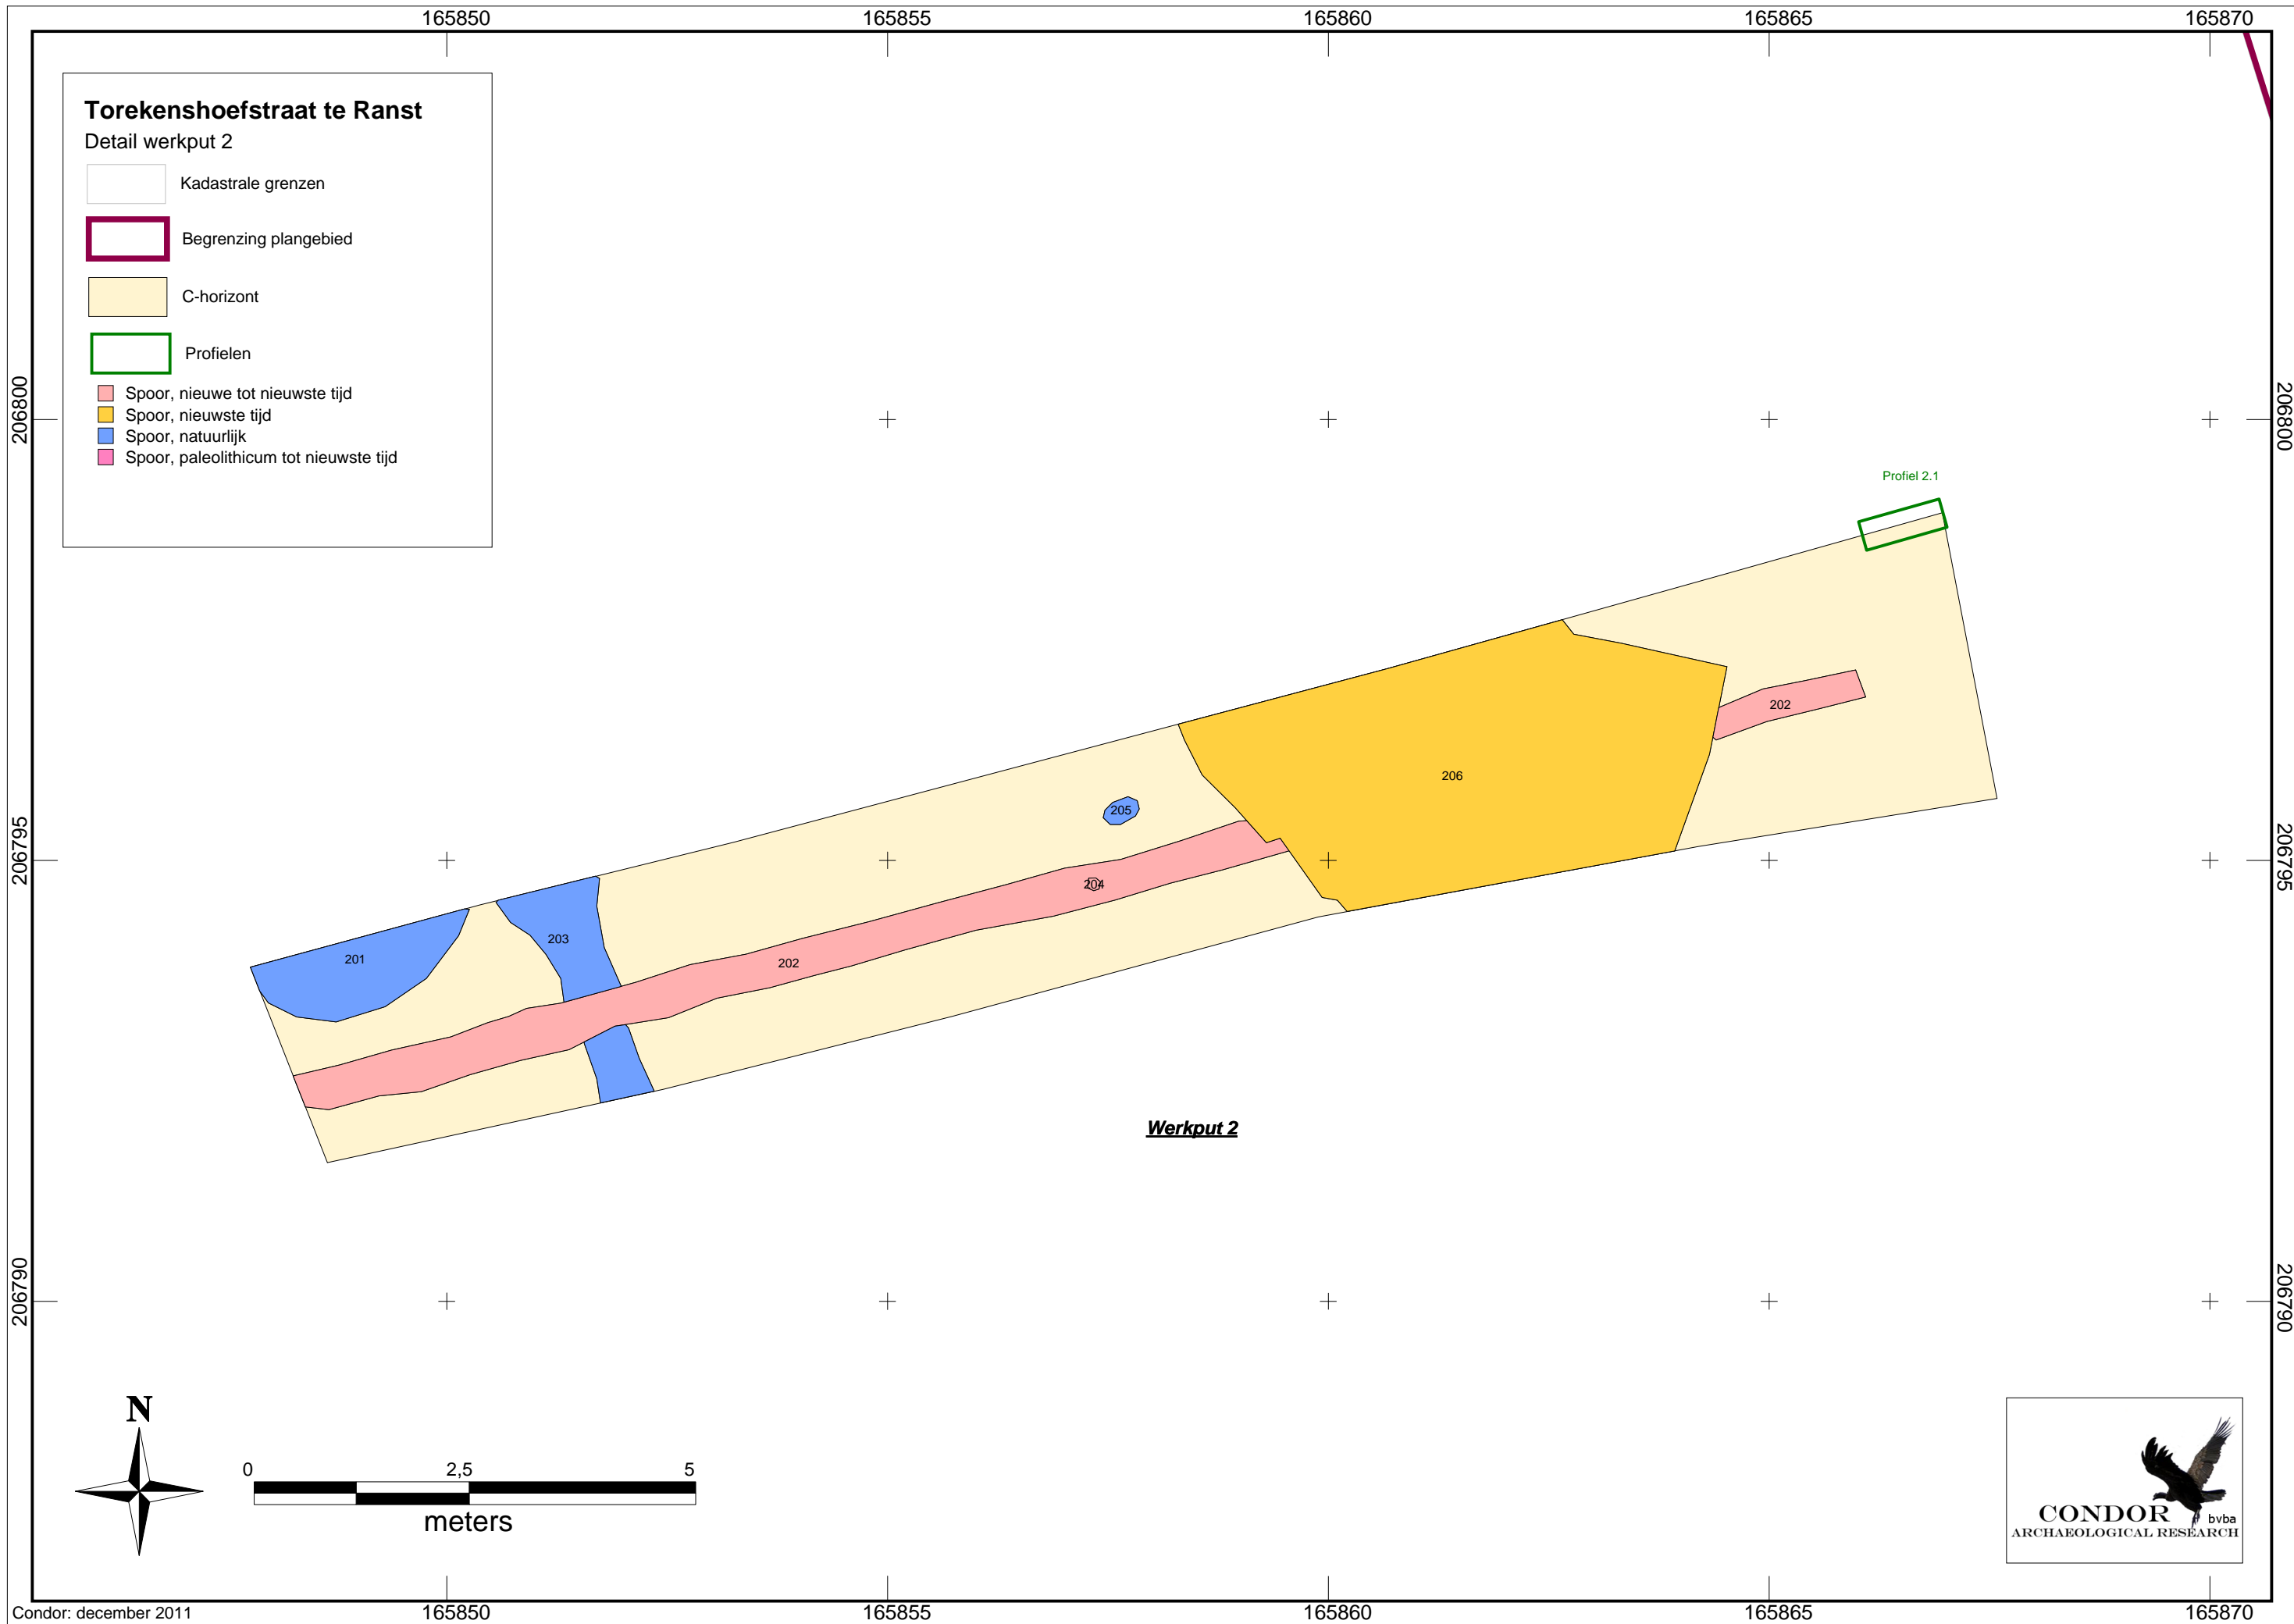 165850 165855 160860 165865 165870
Torekenshoefstraat te Ranst
Detail werkput 2
Kadastrale grenzen
Begrenzing plangebied
C-horizont
Profielen
Spoor, nieuwe tot nieuwste tijd
Spoor, nieuwste tijd
Spoor, natuurlijk
Spoor, paleolithicum tot nieuwste tijd
206800 206800
Profiel 2.1
202
206
205
206795 206795
204
203
201
202
Werkput 2
206790 206790
N
0 2,5 5
meters
CONDOR bvba
ARCHAEOLOGICAL RESEARCH
Condor: december 2011
165850 165855 165860 165865 165870